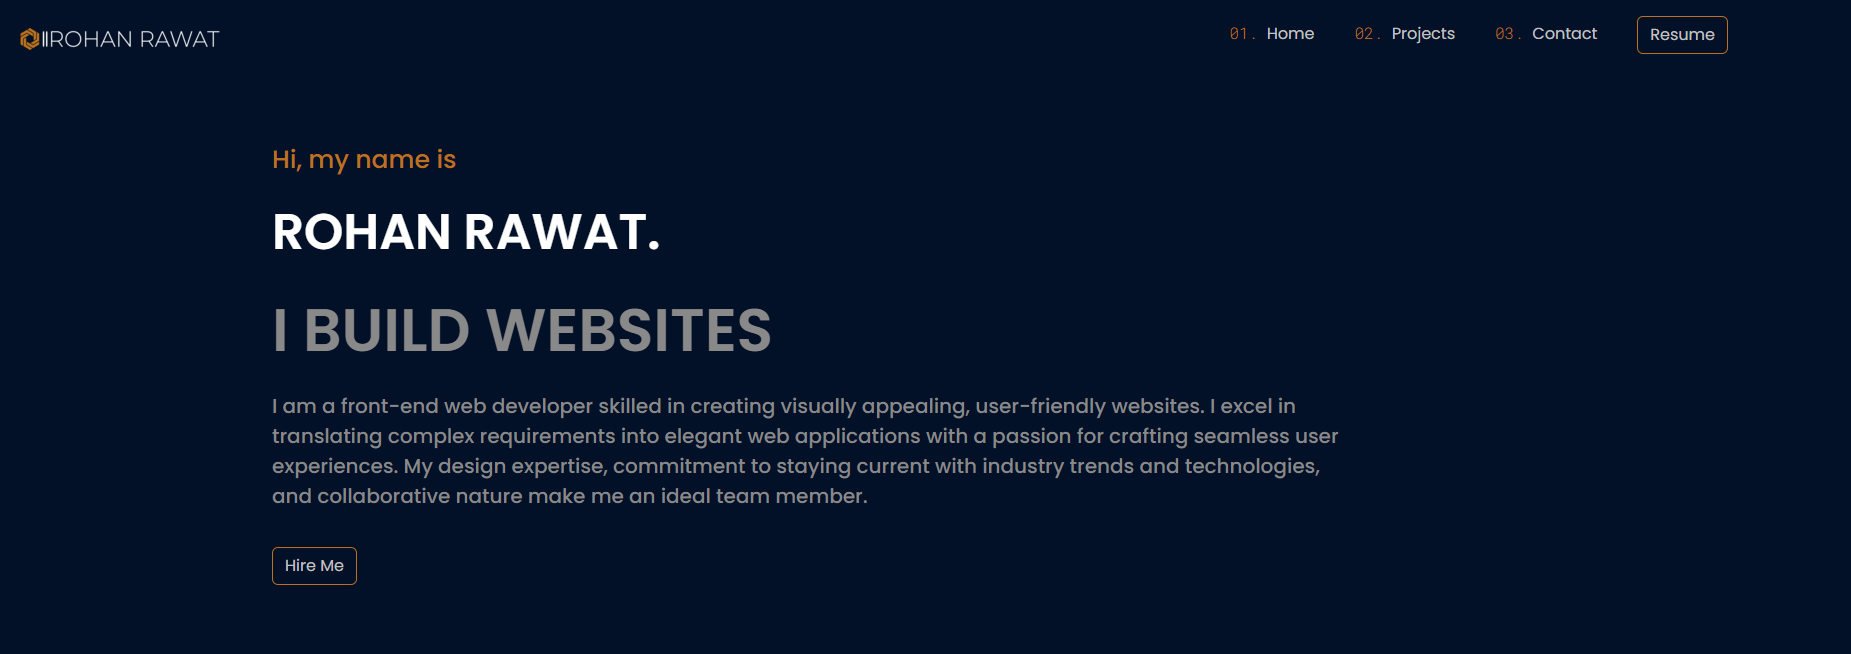 ROHAN RAWAT
01. Home 02. Projects 03. Contact Resume
Hi, my name is
ROHAN RAWAT.
I BUILD WEBSITES
I am a front-end web developer skilled in creating visually appealing, user-friendly websites. I excel in
translating complex requirements into elegant web applications with a passion for crafting seamless user
experiences. My design expertise, commitment to staying current with industry trends and technologies,
and collaborative nature make me an ideal team member.
Hire Me